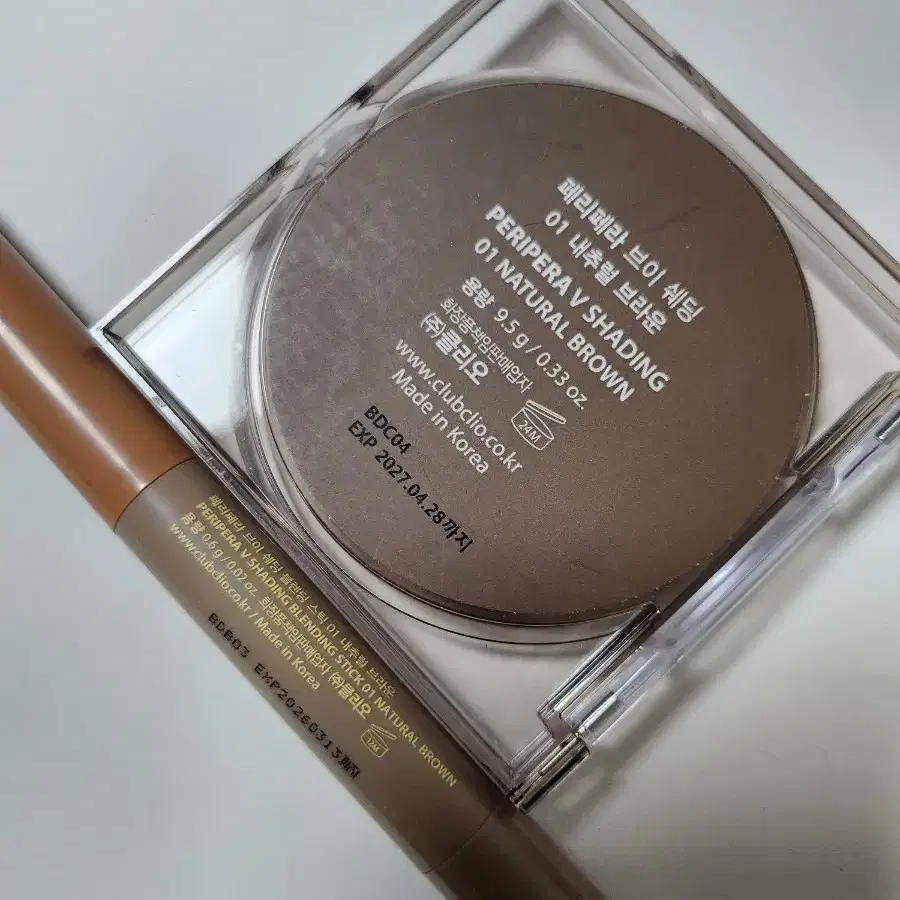 페리페라 브이 쉐딩
01 내추럴 브라운
PERIPERA V SHADING
01 NATURAL BROWN
용량 9.5 g / 0.33 oz.
화장품책임판매업자
(주)클리오
www.clubclio.co.kr
Made in Korea
24M
BDC04
EXP 2027.04.28까지
페리페라 브이 쉐딩 블렌딩 스틱 01 내추럴 브라운
PERIPERA V SHADING BLENDING STICK 01 NATURAL BROWN
용량 0.6 g / 0.02 oz. 화장품책임판매업자 (주)클리오
www.clubclio.co.kr / Made in Korea
12M
BDB03 EXP20260313까지